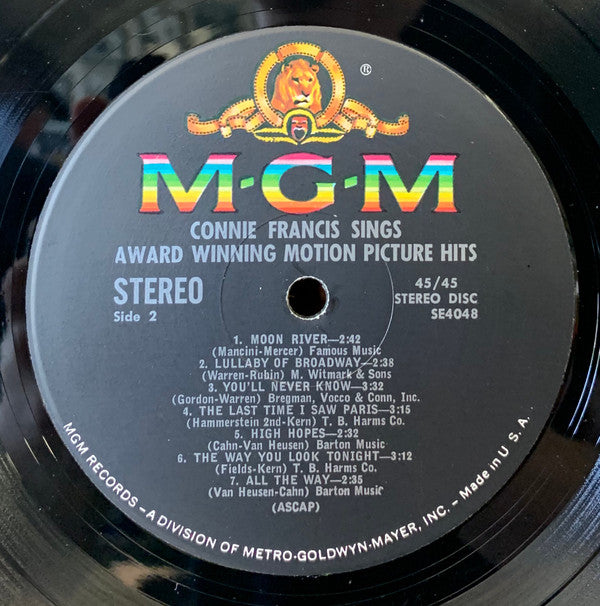 ®
M·G·M
CONNIE FRANCIS SINGS
AWARD WINNING MOTION PICTURE HITS
STEREO
Side 2
45/45
STEREO DISC
SE4048
1. MOON RIVER—2:42
(Mancini-Mercer) Famous Music
2. LULLABY OF BROADWAY—2:38
(Warren-Rubin) M. Witmark & Sons
3. YOU'LL NEVER KNOW—3:32
(Gordon-Warren) Bregman, Vocco & Conn, Inc.
4. THE LAST TIME I SAW PARIS—3:15
(Hammerstein 2nd-Kern) T. B. Harms Co.
5. HIGH HOPES—2:32
(Cahn-Van Heusen) Barton Music
6. THE WAY YOU LOOK TONIGHT—3:12
(Fields-Kern) T. B. Harms Co.
7. ALL THE WAY—2:35
(Van Heusen-Cahn) Barton Music
(ASCAP)
MGM RECORDS – A DIVISION OF METRO-GOLDWYN-MAYER, INC. – Made in U.S.A.